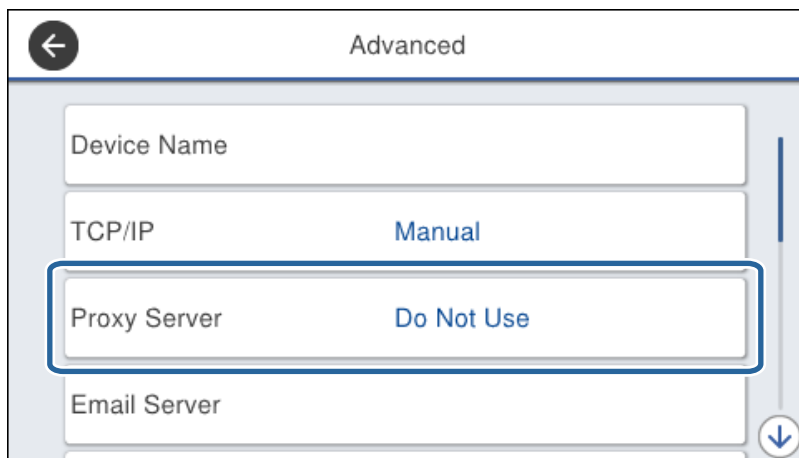 Advanced
Device Name
TCP/IP Manual
Proxy Server Do Not Use
Email Server